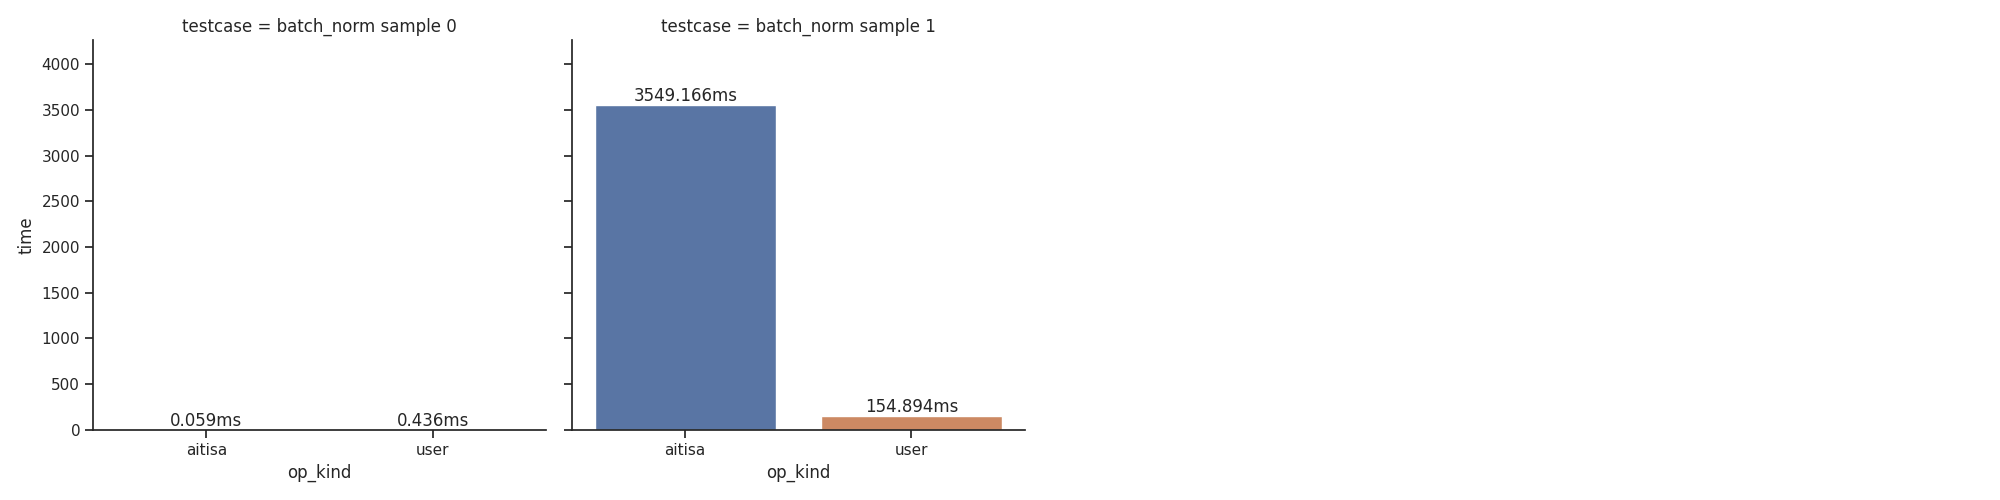 testcase = batch_norm sample 0
testcase = batch_norm sample 1
time
4000
3500
3000
2500
2000
1500
1000
500
0
0.059ms
0.436ms
3549.166ms
154.894ms
aitisa
user
aitisa
user
op_kind
op_kind